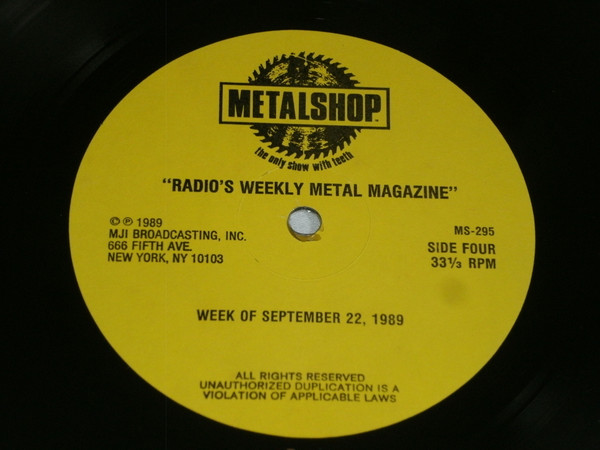 METALSHOP™
the only show with teeth
"RADIO'S WEEKLY METAL MAGAZINE"
© ℗ 1989
MJI BROADCASTING, INC.
666 FIFTH AVE.
NEW YORK, NY 10103
MS-295
SIDE FOUR
33⅓ RPM
WEEK OF SEPTEMBER 22, 1989
ALL RIGHTS RESERVED
UNAUTHORIZED DUPLICATION IS A
VIOLATION OF APPLICABLE LAWS